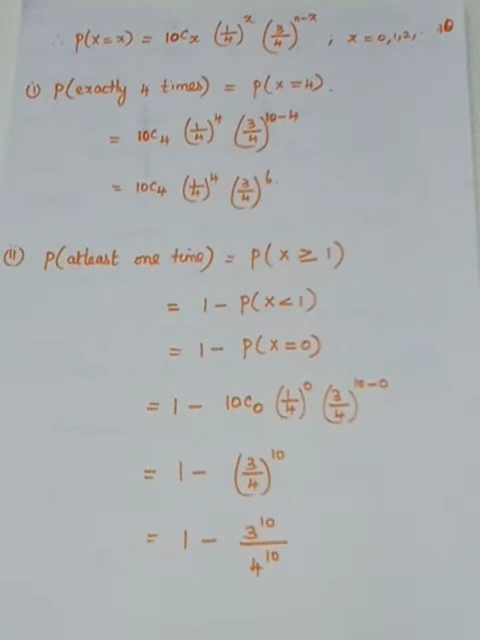 ∴ P(X=x) = 10Cx (1/4)^x (3/4)^n-x ; x=0,1,2,. 10
i) P(exactly 4 times) = P(x=4).
= 10C4 (1/4)^4 (3/4)^10-4
= 10C4 (1/4)^4 (3/4)^6.
(ii) P(atleast one time) = P(X ≥ 1)
= 1 - P(X<1)
= 1 - P(X=0)
= 1 - 10C0 (1/4)^0 (3/4)^10-0
= 1 - (3/4)^10
= 1 - 3^10/4^10